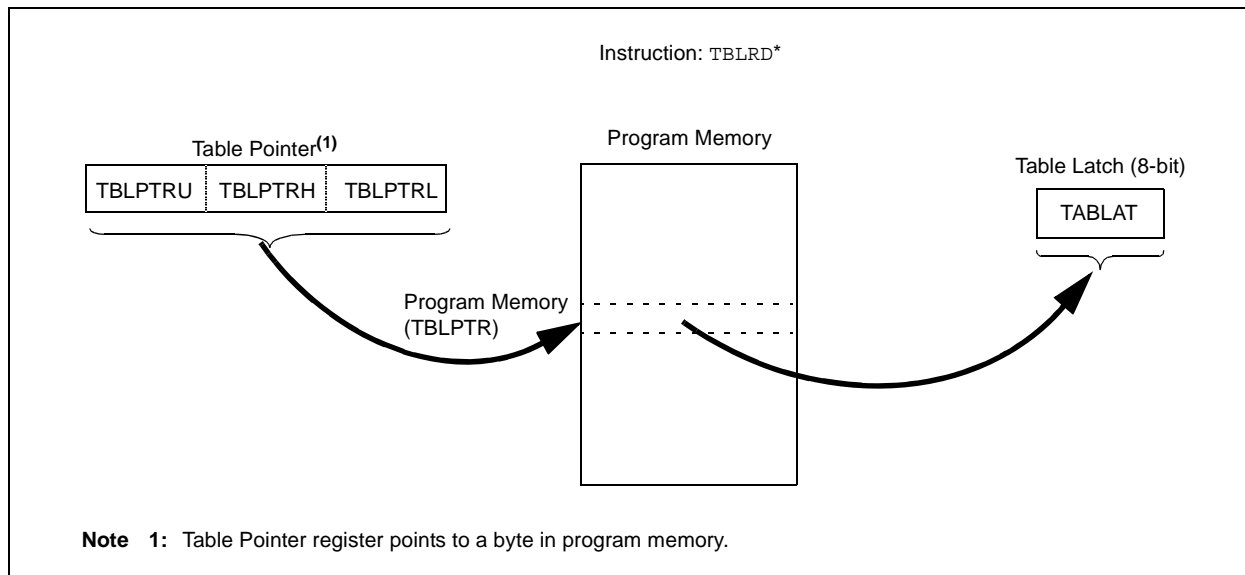 Instruction: TBLRD*
Table Pointer(1)
TBLPTRU TBLPTRH TBLPTRL
Program Memory
Table Latch (8-bit)
TABLAT
Program Memory
(TBLPTR)
Note 1: Table Pointer register points to a byte in program memory.